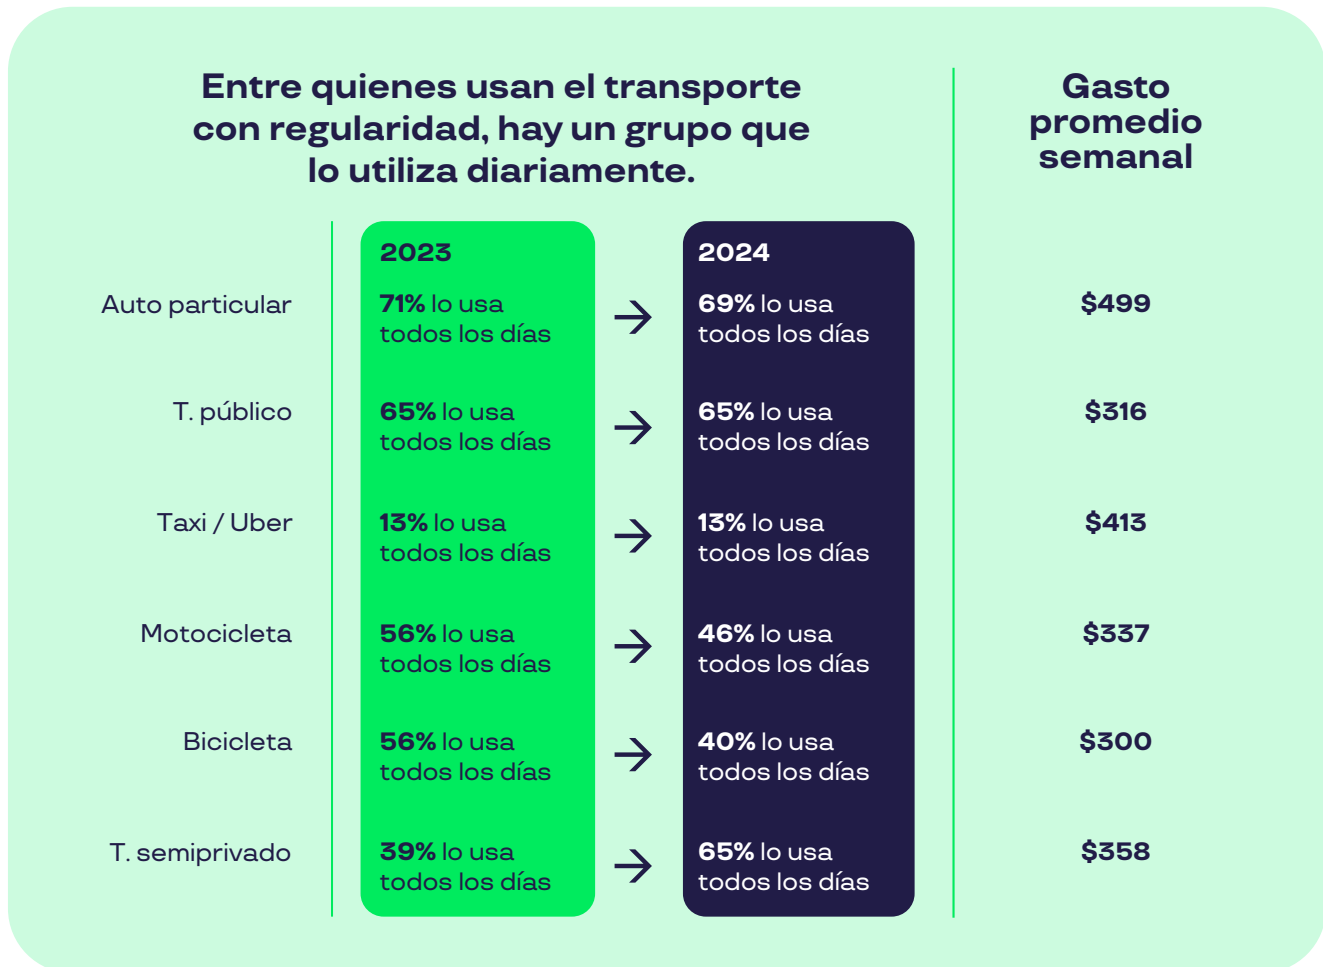 Entre quienes usan el transporte
con regularidad, hay un grupo que
lo utiliza diariamente.
Gasto
promedio
semanal
2023
2024
Auto particular
71% lo usa
todos los días
69% lo usa
todos los días
$499
T. público
65% lo usa
todos los días
65% lo usa
todos los días
$316
Taxi / Uber
13% lo usa
todos los días
13% lo usa
todos los días
$413
Motocicleta
56% lo usa
todos los días
46% lo usa
todos los días
$337
Bicicleta
56% lo usa
todos los días
40% lo usa
todos los días
$300
T. semiprivado
39% lo usa
todos los días
65% lo usa
todos los días
$358